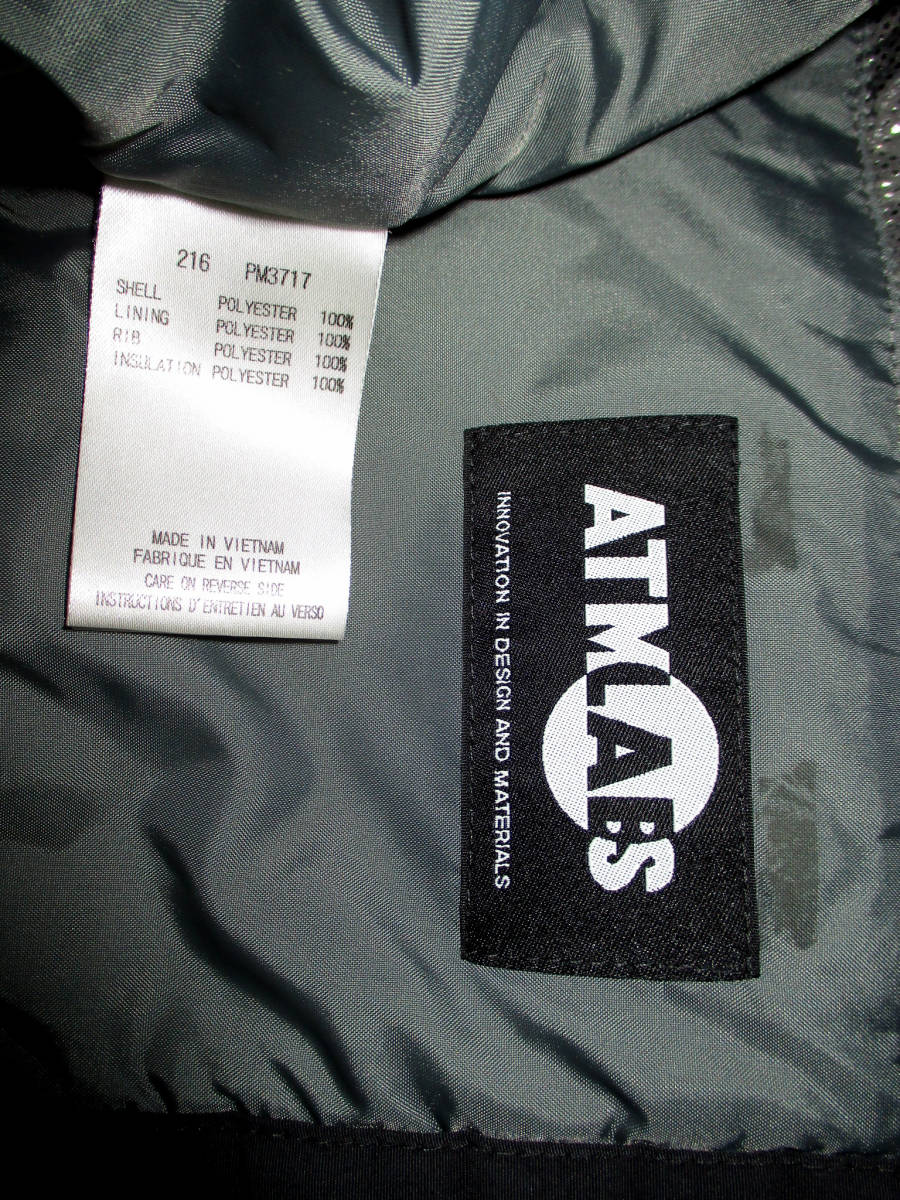 216 PM3717
SHELL POLYESTER 100%
LINING POLYESTER 100%
RIB POLYESTER 100%
INSULATION POLYESTER 100%
MADE IN VIETNAM
FABRIQUE EN VIETNAM
CARE ON REVERSE SIDE
INSTRUCTIONS D'ENTRETIEN AU VERSO
ATMLABS
INNOVATION IN DESIGN AND MATERIALS